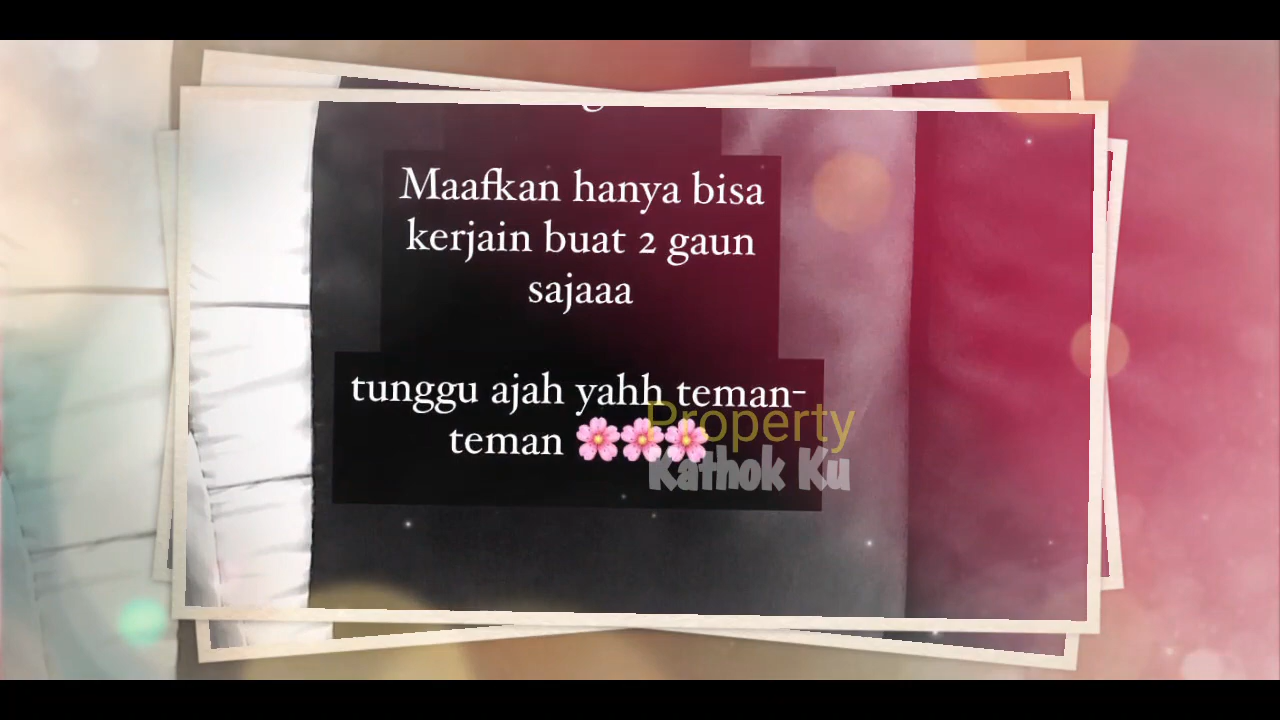 Maafkan hanya bisa
kerjain buat 2 gaun
sajaaa
tunggu ajah yahh teman-
teman 🌸🌸🌸
Property
Kathok Ku